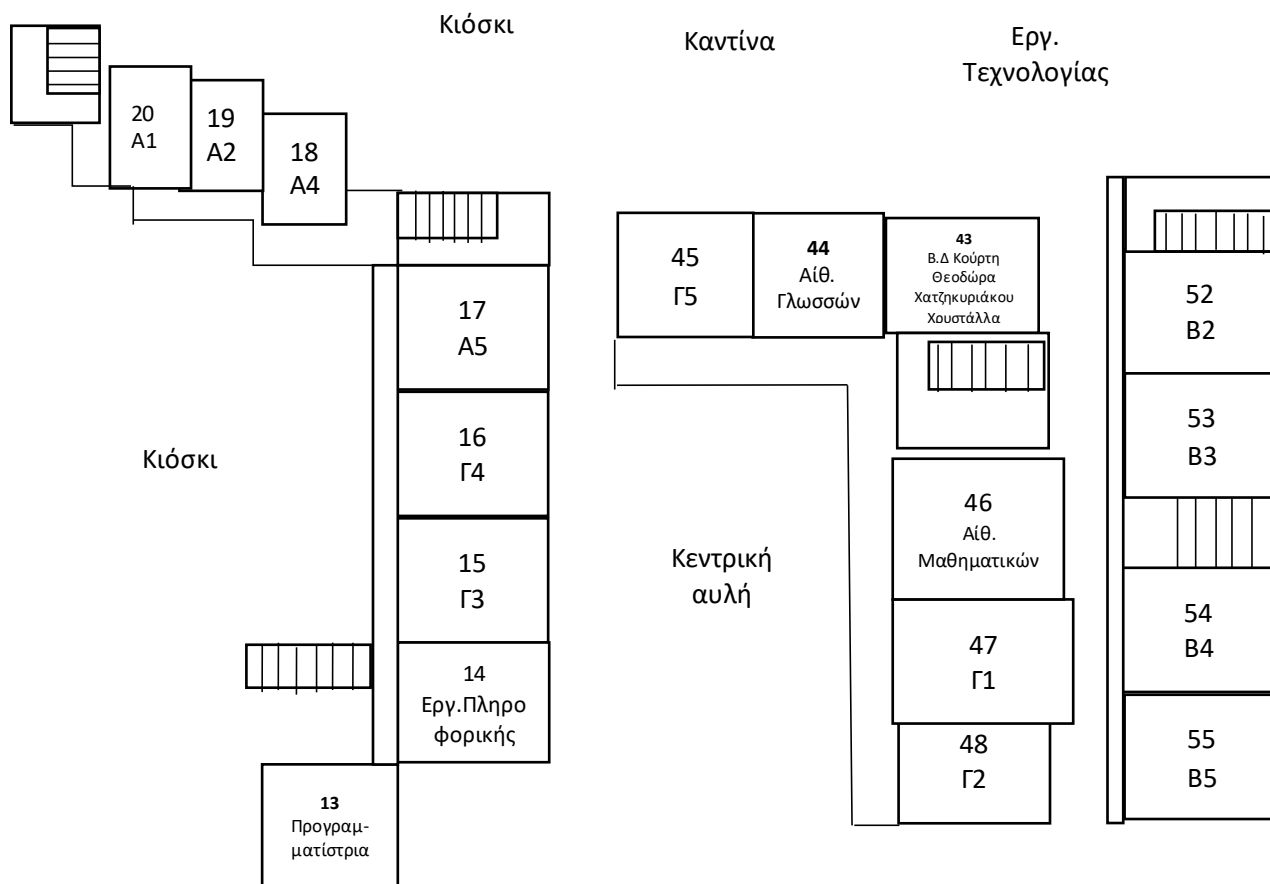 Κιόσκι
Καντίνα
Εργ.
Τεχνολογίας
20
Α1
19
Α2
18
Α4
17
Α5
16
Γ4
15
Γ3
14
Εργ.Πληρο
φορικής
13
Προγραμ-
ματίστρια
Κιόσκι
45
Γ5
44
Αίθ.
Γλωσσών
43
Β.Δ Κούρτη
Θεοδώρα
Χατζηκυριάκου
Χρυστάλλα
Κεντρική
αυλή
46
Αίθ.
Μαθηματικών
47
Γ1
48
Γ2
52
Β2
53
Β3
54
Β4
55
Β5